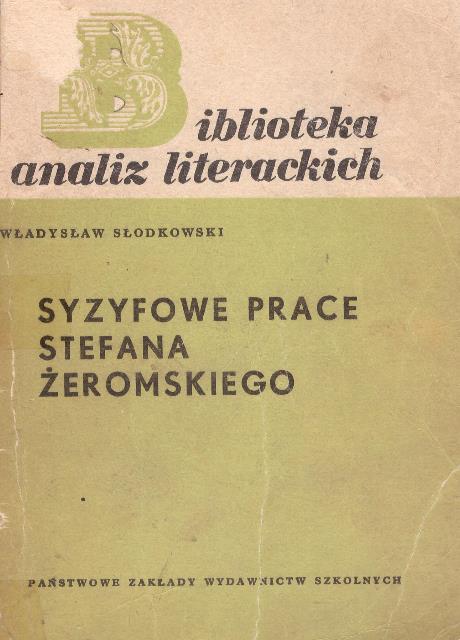 Biblioteka
analiz literackich
WŁADYSŁAW SŁODKOWSKI
SYZYFOWE PRACE
STEFANA
ŻEROMSKIEGO
PAŃSTWOWE ZAKŁADY WYDAWNICTW SZKOLNYCH